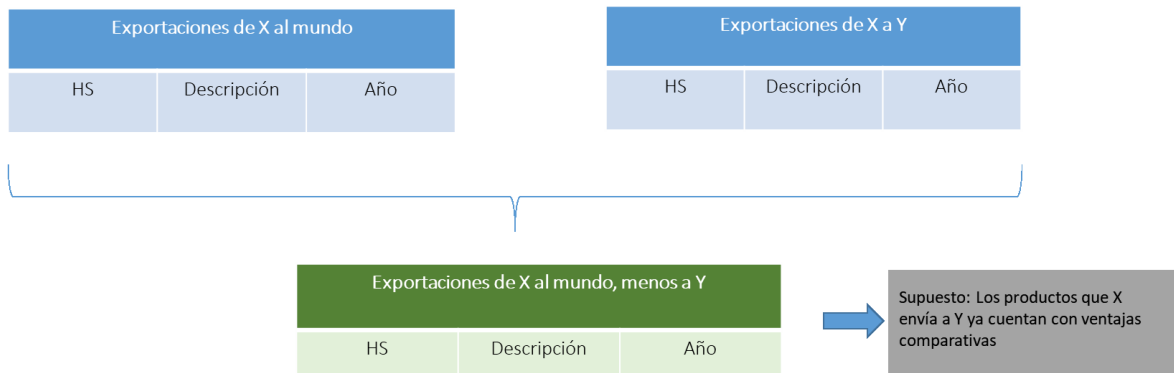 Exportaciones de X al mundo
HS Descripción Año
Exportaciones de X a Y
HS Descripción Año
Exportaciones de X al mundo, menos a Y
HS Descripción Año
Supuesto: Los productos que X
envía a Y ya cuentan con ventajas
comparativas